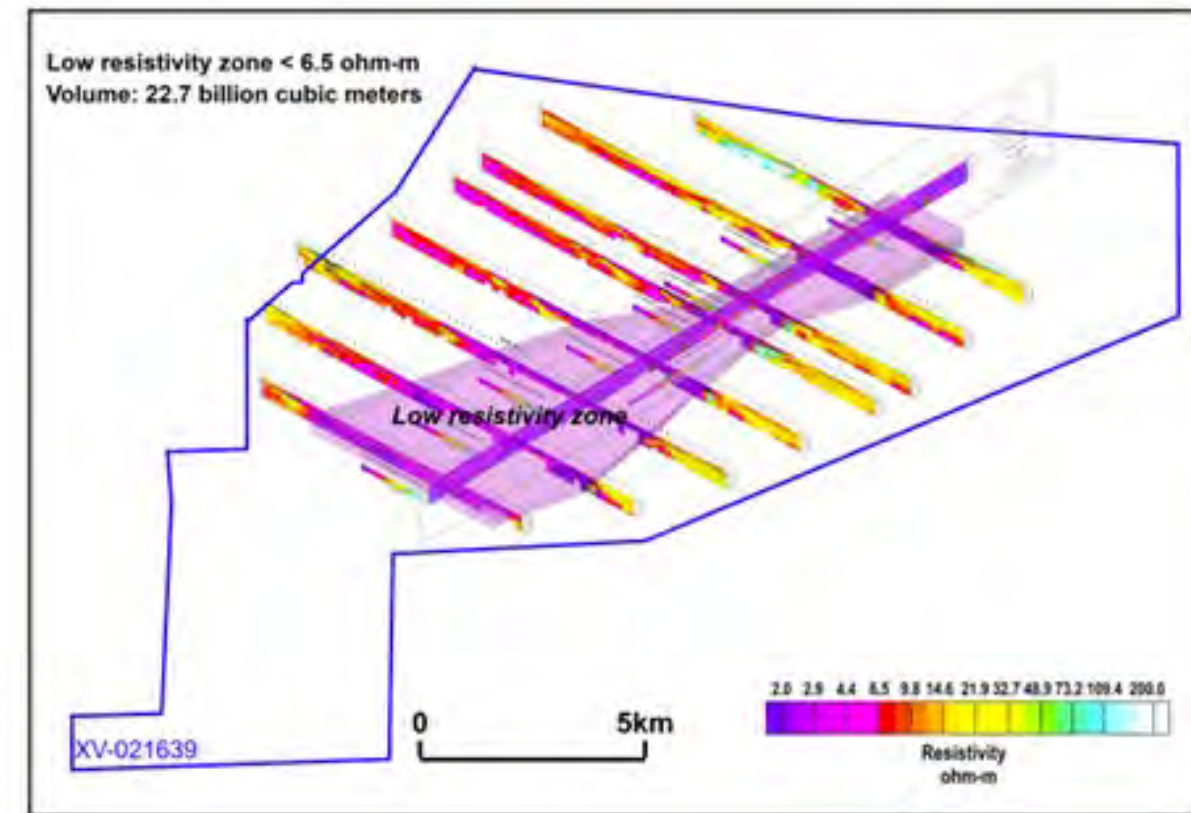 Low resistivity zone < 6.5 ohm-m
Volume: 22.7 billion cubic meters
Low resistivity zone
XV-021639
0 5km
2.0 2.9 4.4 6.5 9.8 14.6 21.9 32.7 48.9 73.2 109.4 200.0
Resistivity
ohm-m